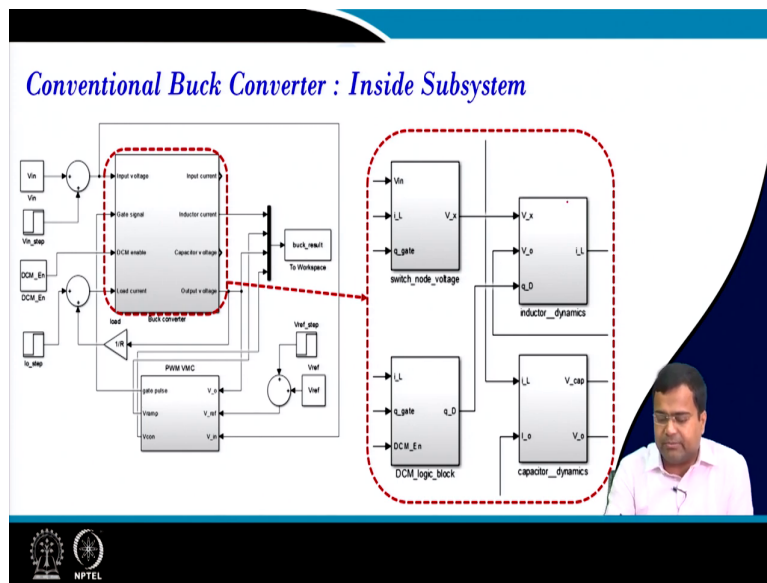 Conventional Buck Converter : Inside Subsystem
Vin
Vin
Vin_step
DCM_En
DCM_En
Io_step
Input voltage
Gate signal
DCM enable
Load current
Input current
Inductor current
Capacitor voltage
Output voltage
Buck converter
load
1/R
buck_result
To Workspace
Vref_step
Vref
Vref
PWM VMC
gate pulse
Vramp
Vcon
V_o
V_ref
V_in
Vin
i_L
q_gate
V_x
switch_node_voltage
V_x
V_o
q_D
i_L
inductor__dynamics
i_L
q_gate
DCM_En
q_D
DCM_logic_block
i_L
I_o
V_cap
V_o
capacitor__dynamics
NPTEL